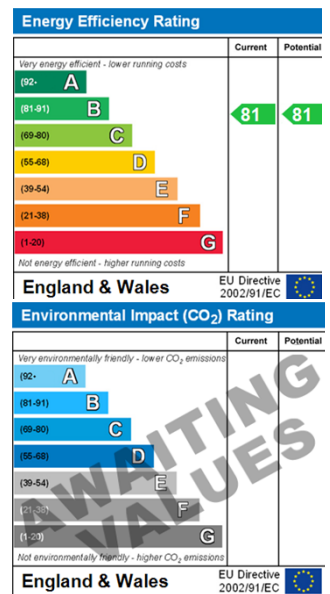 Energy Efficiency Rating
Current Potential
Very energy efficient - lower running costs
(92- A
(81-91) B
81 81
(69-80) C
(55-68) D
(39-54) E
(21-38) F
(1-20) G
Not energy efficient - higher running costs
England & Wales
EU Directive
2002/91/EC
Environmental Impact (CO₂) Rating
Current Potential
Very environmentally friendly - lower CO₂ emissions
(92- A
(81-91) B
(69-80) C
(55-68) D
(39-54) E
(21-38) F
(1-20) G
AWAITING
VALUES
Not environmentally friendly - higher CO₂ emissions
England & Wales
EU Directive
2002/91/EC